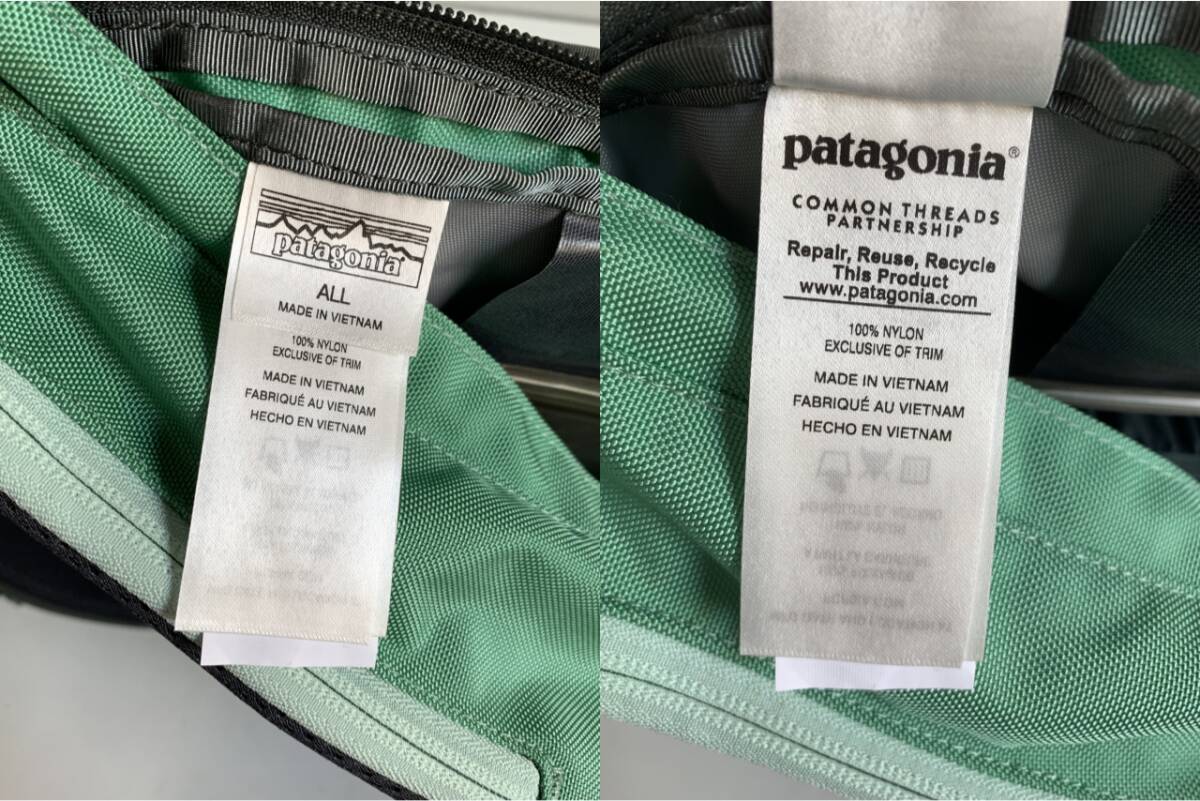 patagonia
ALL
MADE IN VIETNAM
100% NYLON
EXCLUSIVE OF TRIM
MADE IN VIETNAM
FABRIQUÉ AU VIETNAM
HECHO EN VIETNAM
patagonia®
COMMON THREADS
PARTNERSHIP
Repair, Reuse, Recycle
This Product
www.patagonia.com
100% NYLON
EXCLUSIVE OF TRIM
MADE IN VIETNAM
FABRIQUÉ AU VIETNAM
HECHO EN VIETNAM